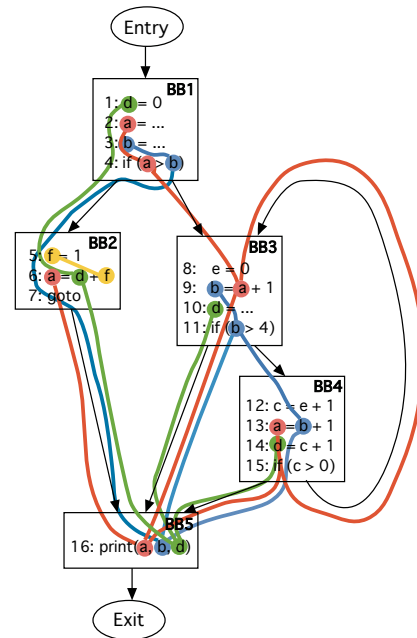 Entry
BB1
1: d = 0
2: a = ...
3: b = ...
4: if (a > b)
BB2
5: f = 1
6: a = d + f
7: goto
BB3
8: e = 0
9: b = a + 1
10: d = ...
11: if (b > 4)
BB4
12: c = e + 1
13: a = b + 1
14: d = c + 1
15: if (c > 0)
BB5
16: print(a, b, d)
Exit